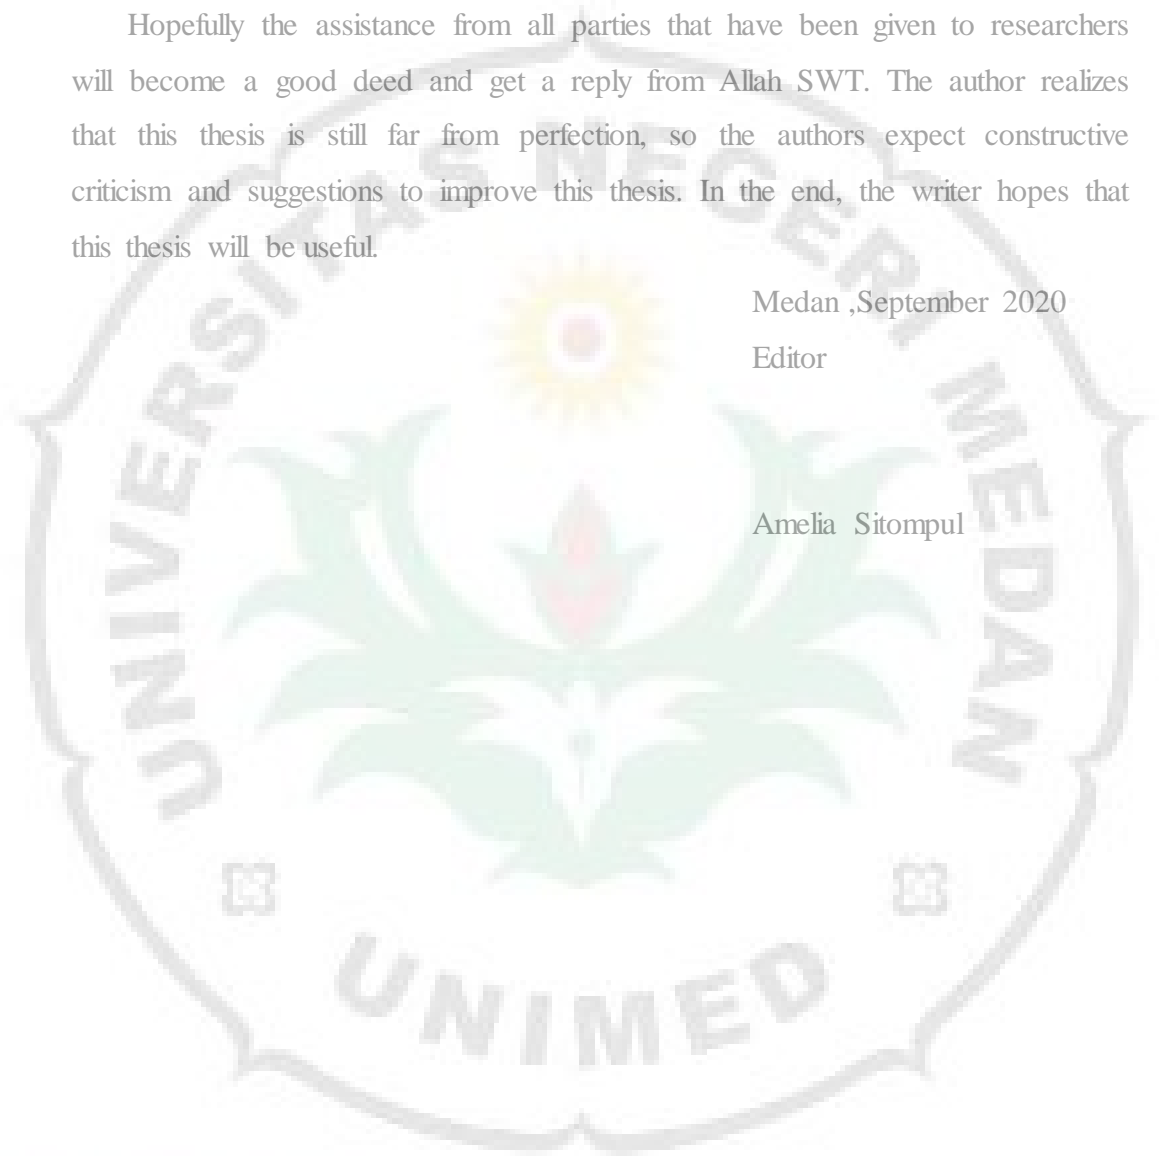 Hopefully the assistance from all parties that have been given to researchers
will become a good deed and get a reply from Allah SWT. The author realizes
that this thesis is still far from perfection, so the authors expect constructive
criticism and suggestions to improve this thesis. In the end, the writer hopes that
this thesis will be useful.
Medan ,September 2020
Editor
Amelia Sitompul
UNIVERSITAS NEGERI MEDAN
UNIMED